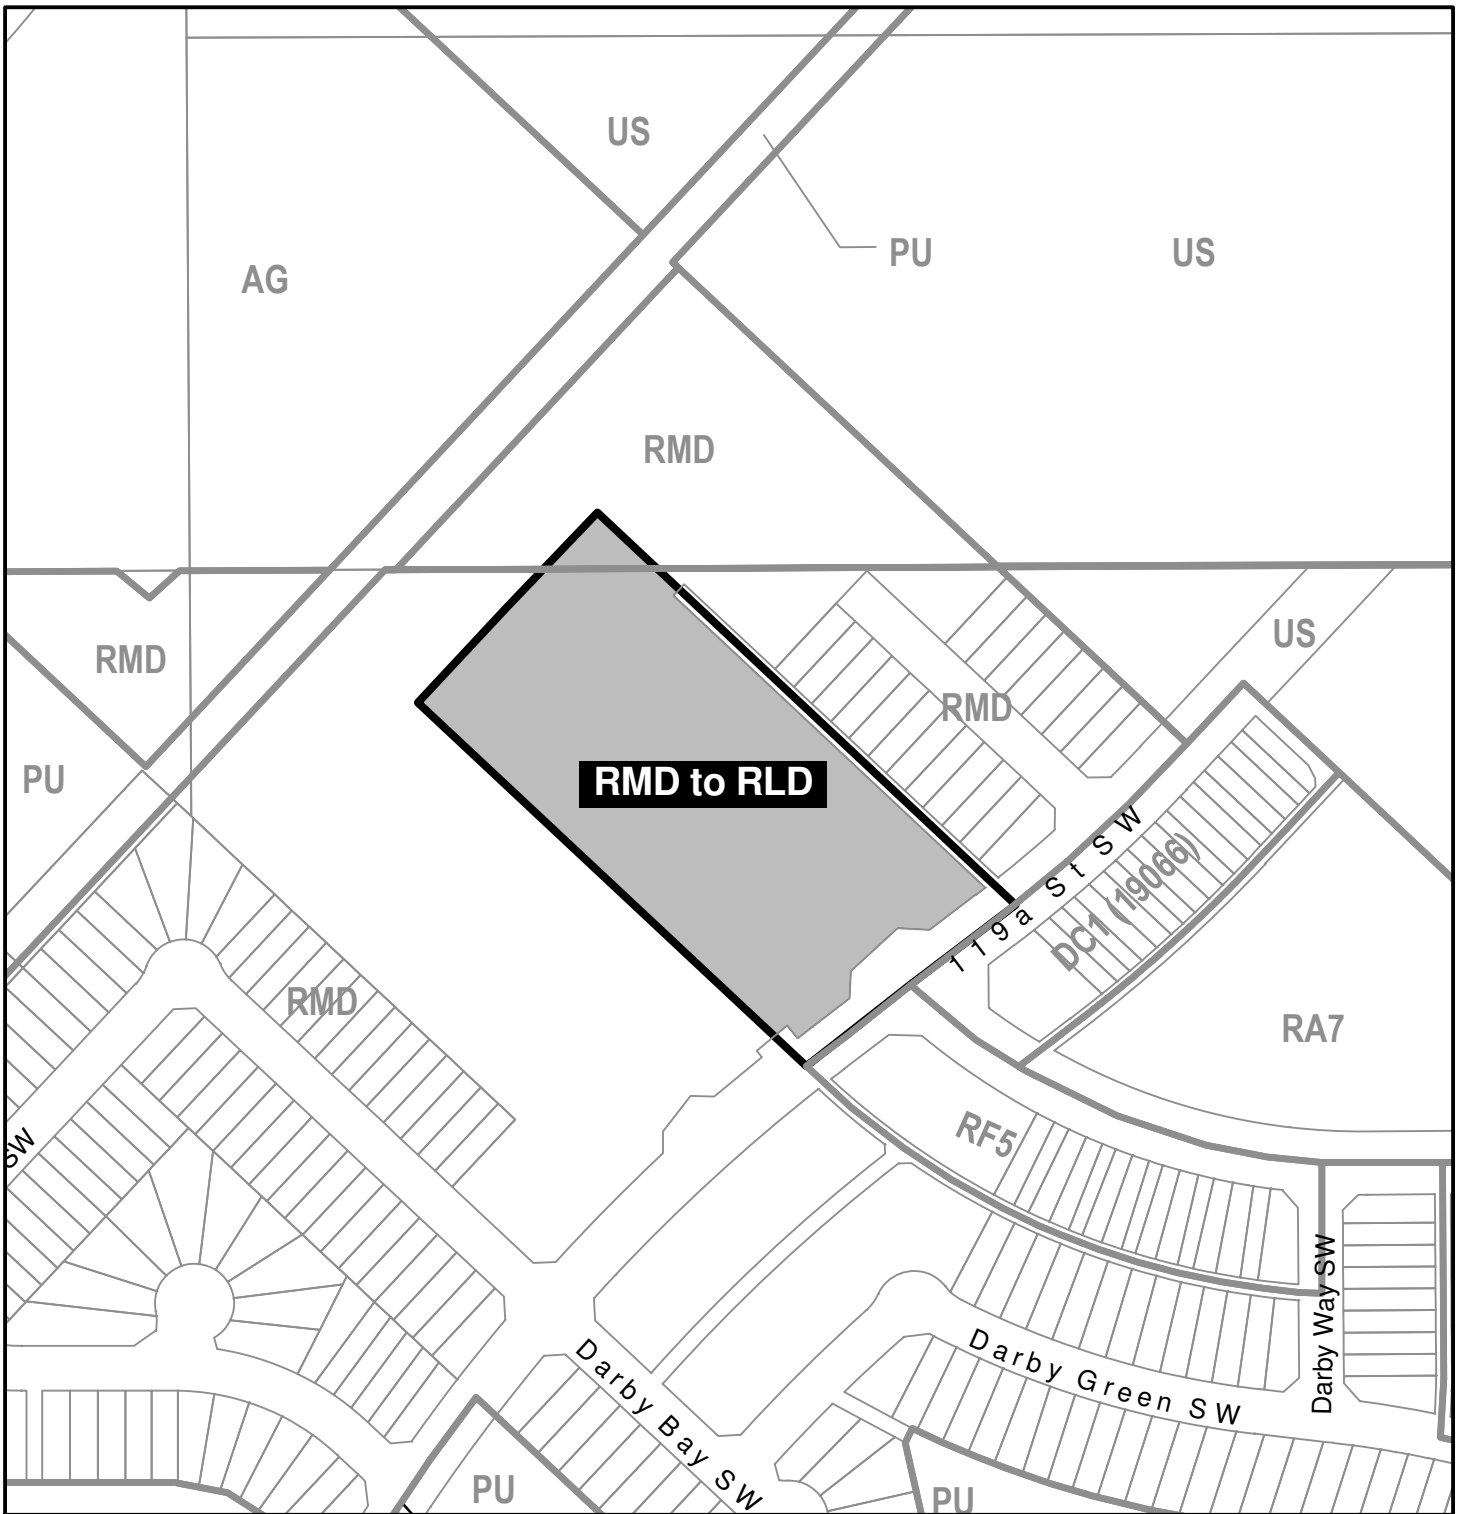 US
PU
US
AG
RMD
US
RMD
RMD
PU
RMD to RLD
119a St SW
DC1 (19066)
RMD
RA7
RF5
SW
Darby Way SW
Darby Green SW
Darby Bay SW
PU
PU